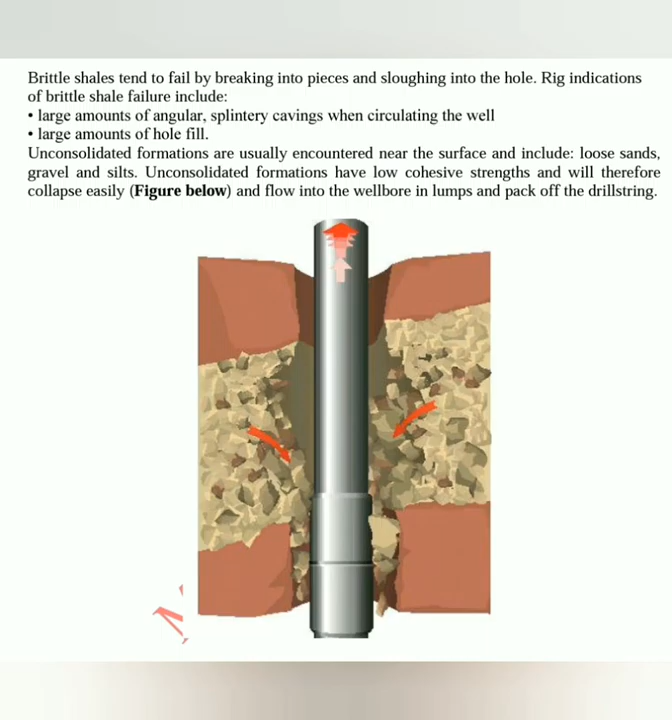 Brittle shales tend to fail by breaking into pieces and sloughing into the hole. Rig indications
of brittle shale failure include:
• large amounts of angular, splintery cavings when circulating the well
• large amounts of hole fill.
Unconsolidated formations are usually encountered near the surface and include: loose sands,
gravel and silts. Unconsolidated formations have low cohesive strengths and will therefore
collapse easily (Figure below) and flow into the wellbore in lumps and pack off the drillstring.